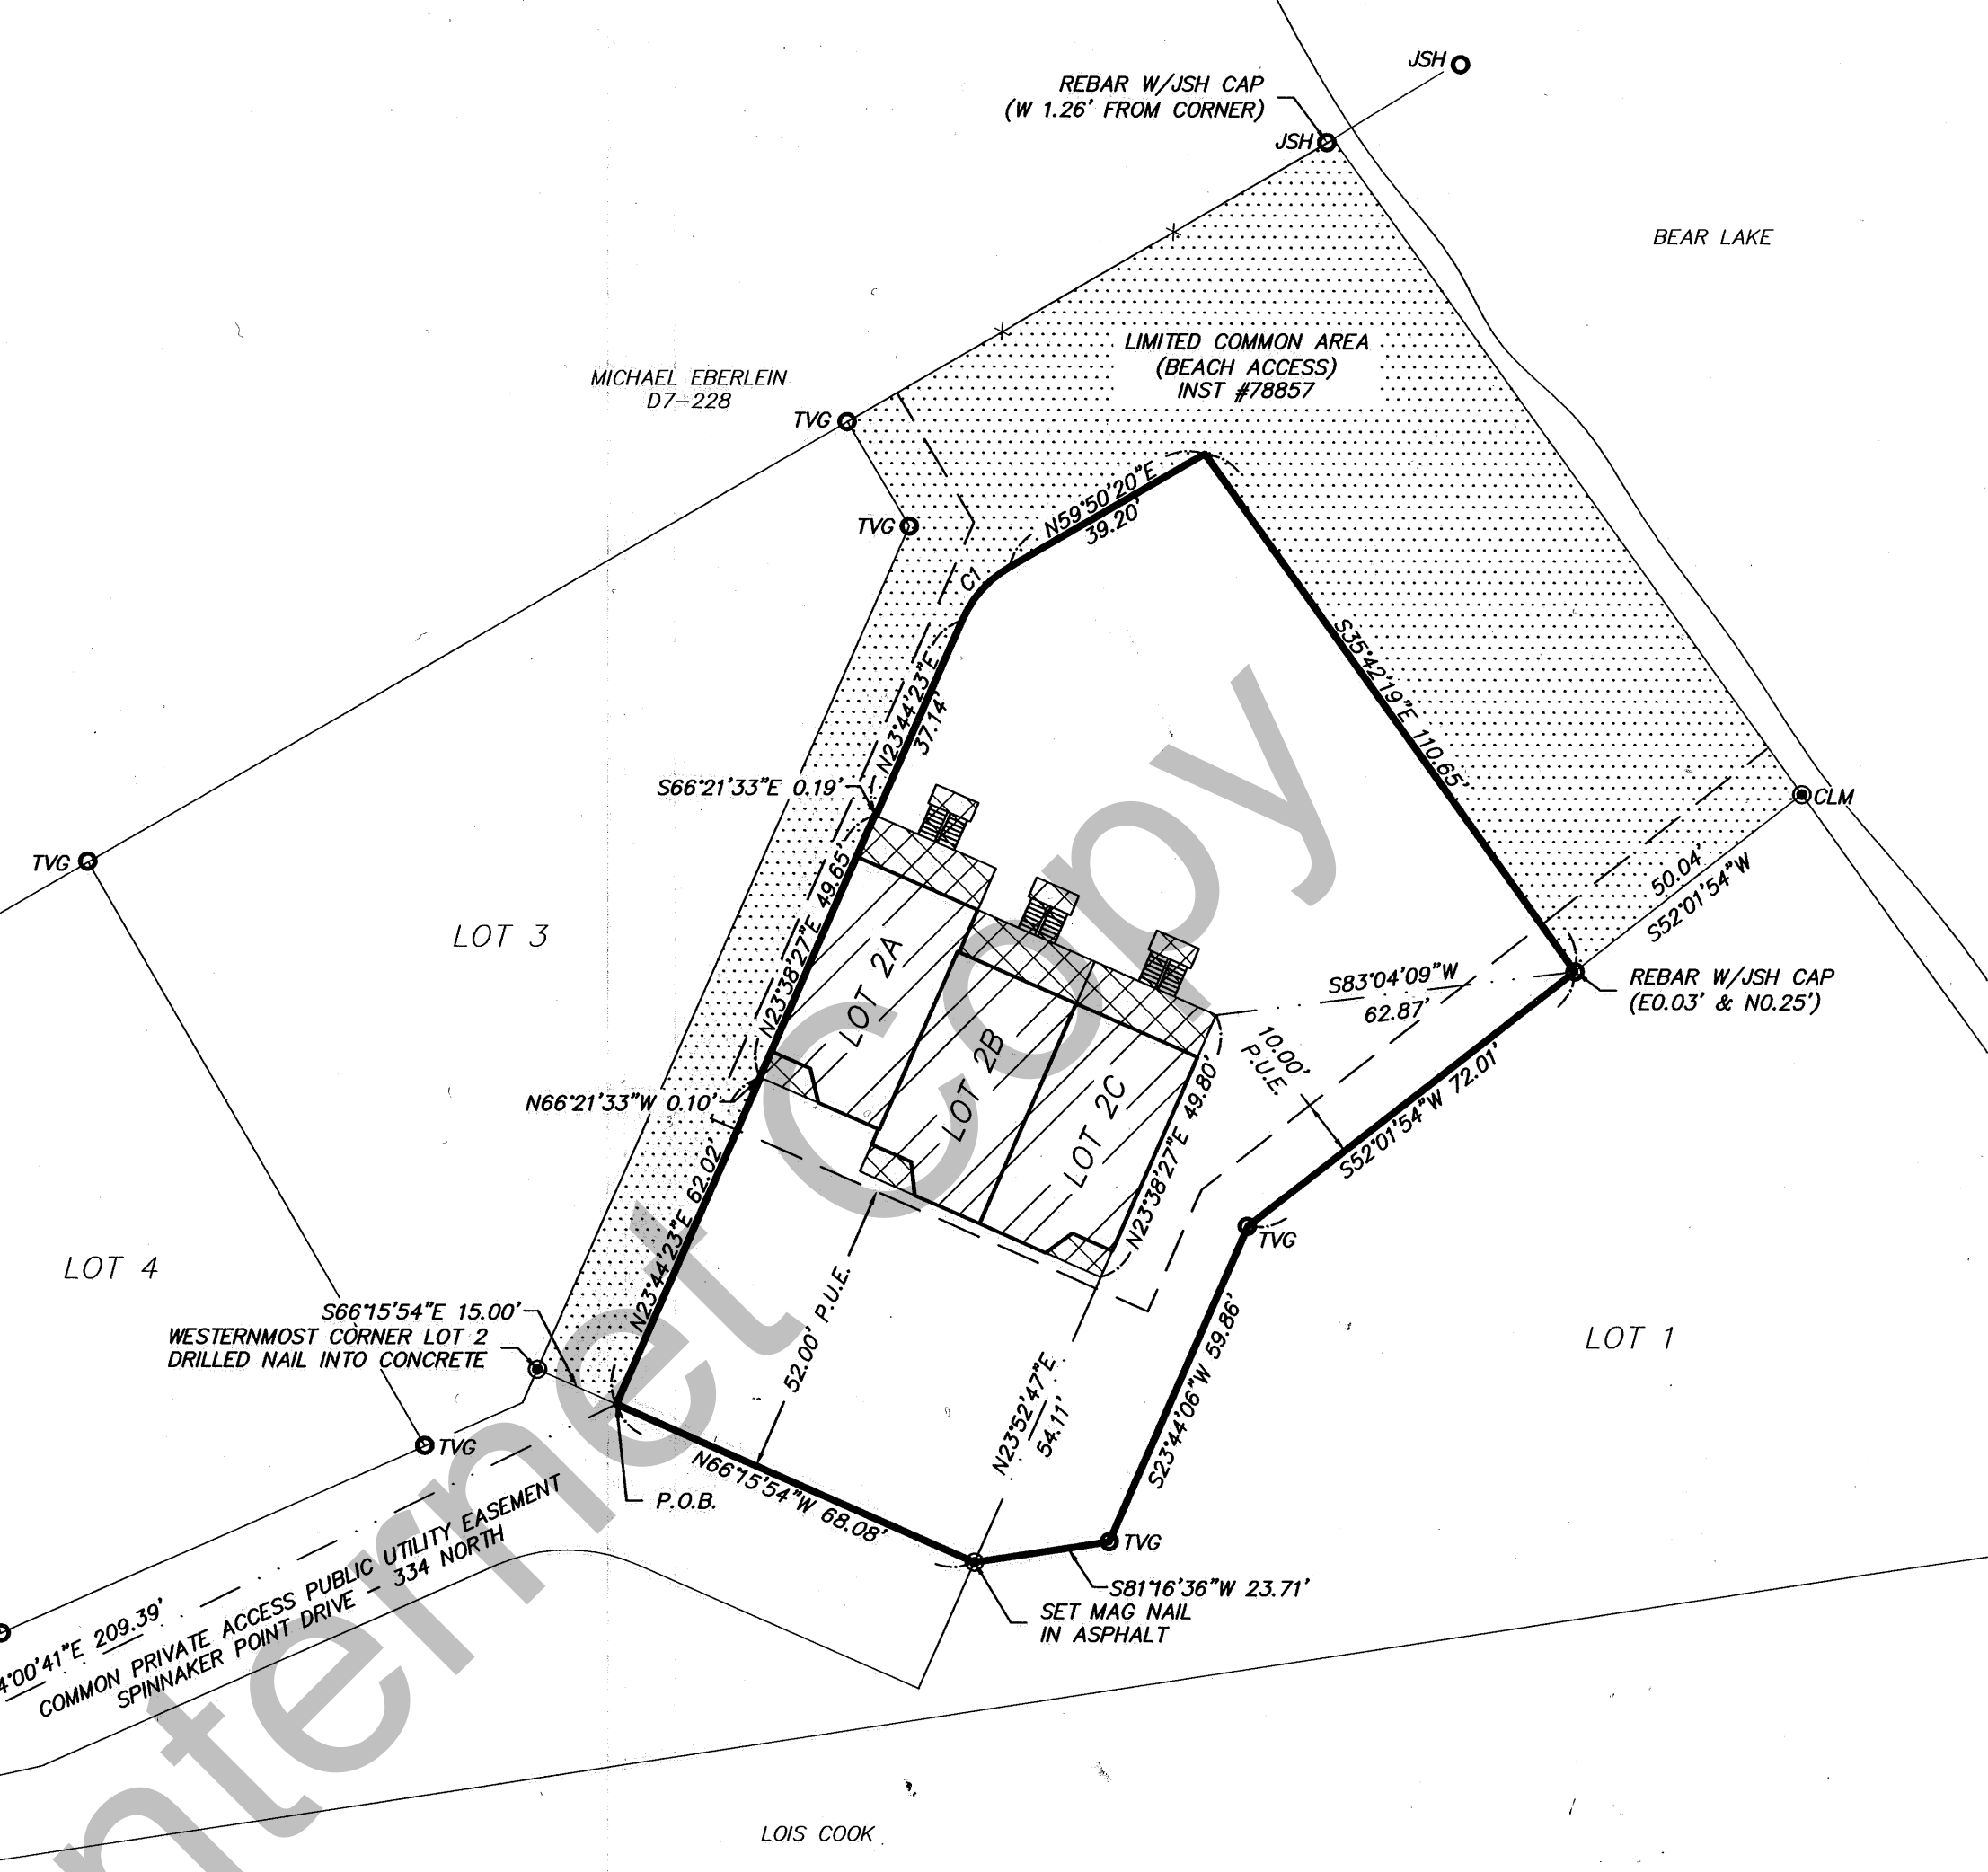 JSH
REBAR W/JSH CAP
(W 1.26' FROM CORNER)
JSH
BEAR LAKE
LIMITED COMMON AREA
(BEACH ACCESS)
INST #78857
MICHAEL EBERLEIN
D7-228
TVG
TVG
N59°50'20"E
39.20'
C1
S35°42'19"E 110.65'
N23°44'23"E
37.14'
S66°21'33"E 0.19'
CLM
TVG
50.04'
S52°01'54"W
N23°38'27"E 49.65'
LOT 3
LOT 2A
S83°04'09"W
62.87'
REBAR W/JSH CAP
(E0.03' & N0.25')
10.00'
P.U.E.
LOT 2B
LOT 2C
N66°21'33"W 0.10'
N23°38'27"E 49.80'
S52°01'54"W 72.01'
N23°44'23"E 62.02'
TVG
LOT 4
52.00' P.U.E.
S66°15'54"E 15.00'
WESTERNMOST CORNER LOT 2
DRILLED NAIL INTO CONCRETE
LOT 1
N23°52'47"E
54.11'
S23°44'06"W 59.86'
TVG
P.O.B.
N66°15'54"W 68.08'
TVG
S81°16'36"W 23.71'
SET MAG NAIL
IN ASPHALT
4°00'41"E 209.39'
COMMON PRIVATE ACCESS PUBLIC UTILITY EASEMENT
SPINNAKER POINT DRIVE - 334 NORTH
LOIS COOK
nternet Copy